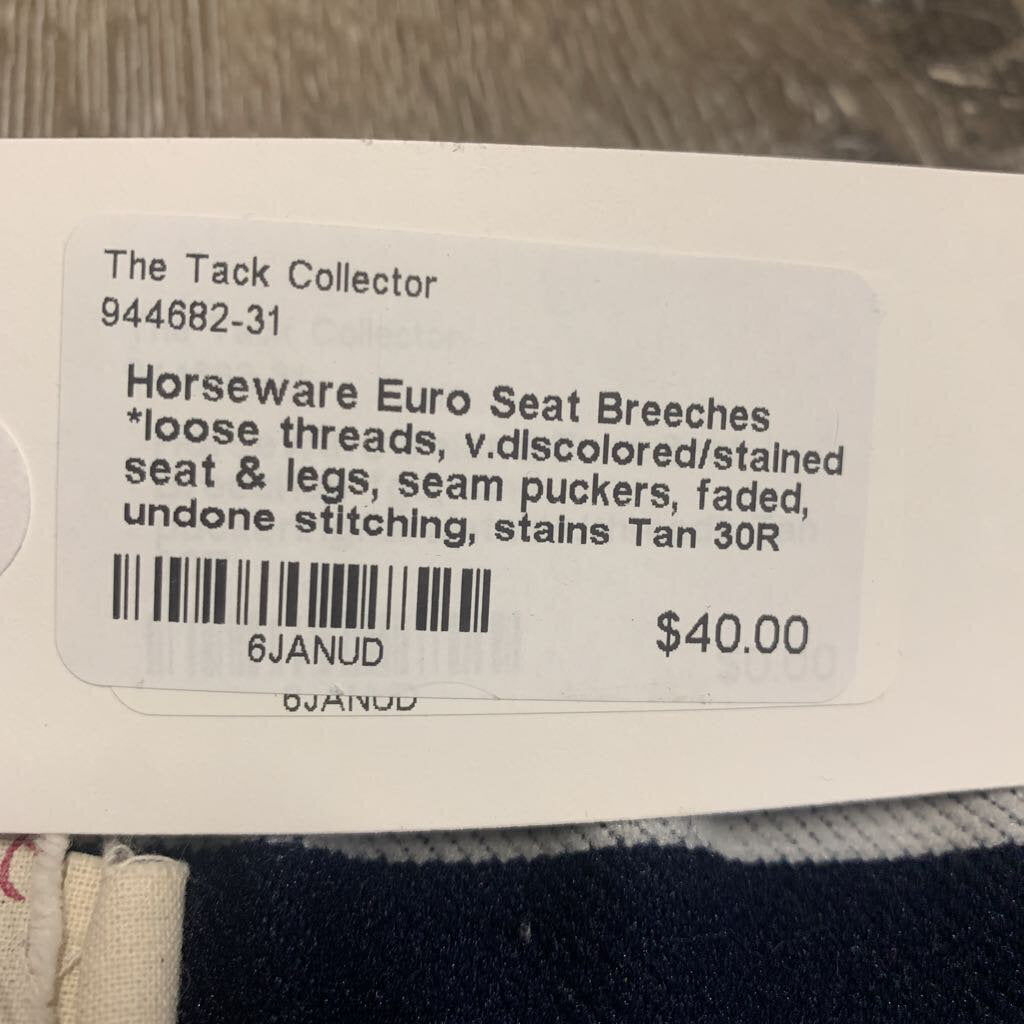 The Tack Collector
944682-31
Horseware Euro Seat Breeches
*loose threads, v.discolored/stained
seat & legs, seam puckers, faded,
undone stitching, stains Tan 30R
6JANUD
$40.00
6JANUD